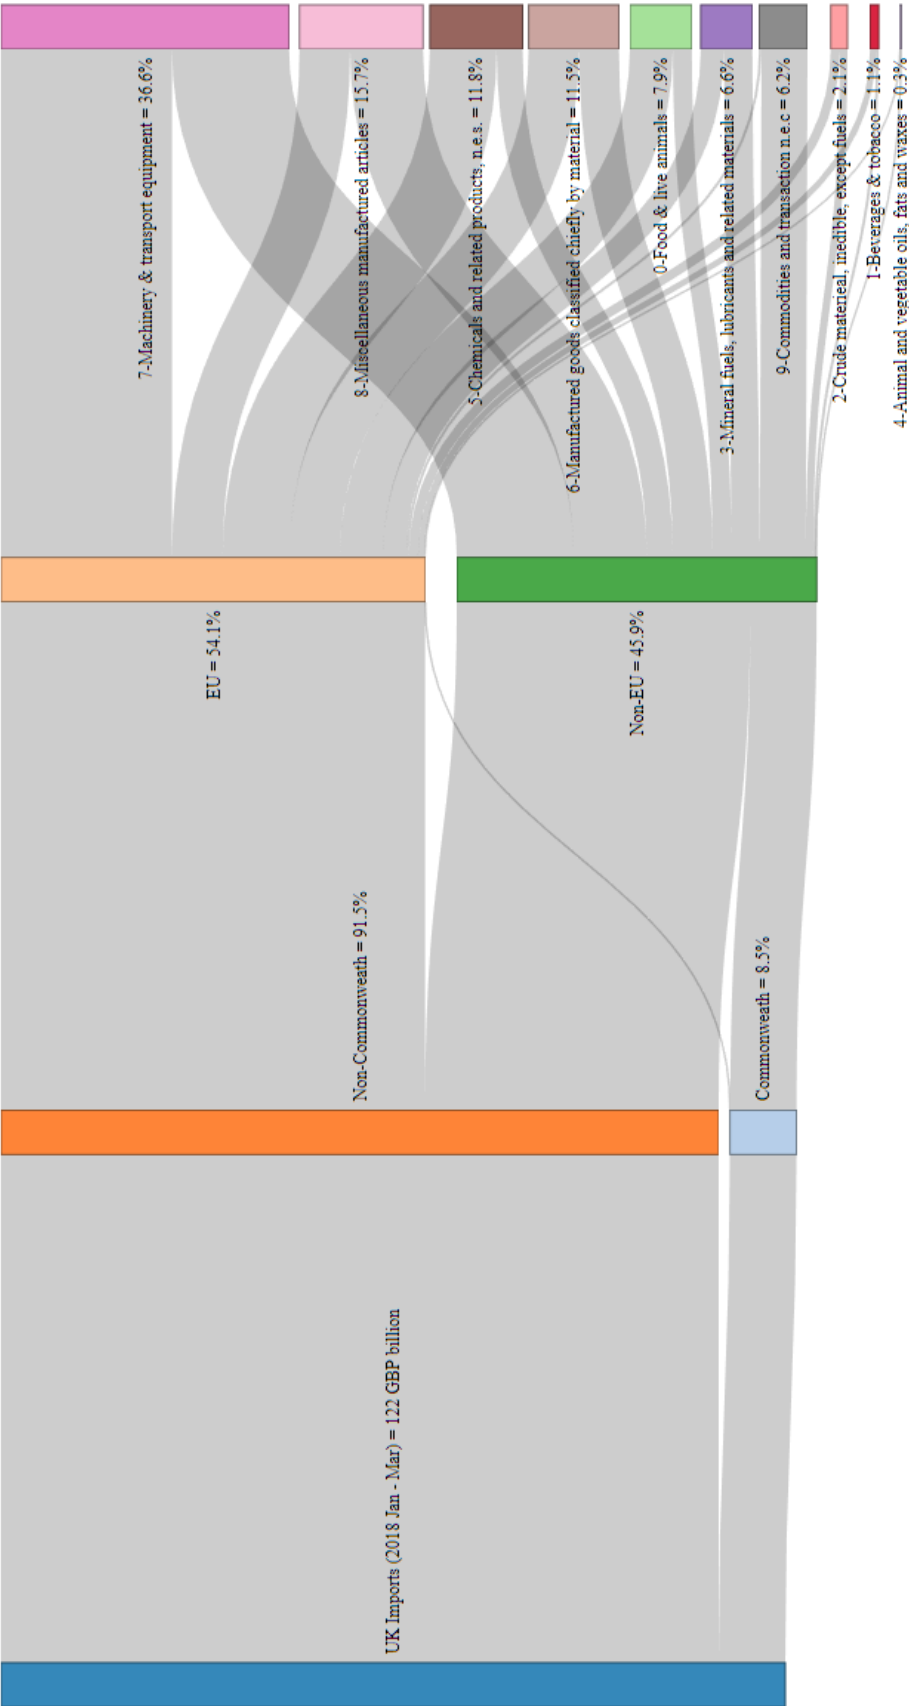 UK Imports (2018 Jan - Mar) = 122 GBP billion
Non-Commonweath = 91.5%
Commonweath = 8.5%
EU = 54.1%
Non-EU = 45.9%
7-Machinery & transport equipment = 36.6%
8-Miscellaneous manufactured articles = 15.7%
5-Chemicals and related products, n.e.s. = 11.8%
6-Manufactured goods classified chiefly by material = 11.5%
0-Food & live animals = 7.9%
3-Mineral fuels, lubricants and related materials = 6.6%
9-Commodities and transaction n.e.c = 6.2%
2-Crude materieal, inedible, except fuels = 2.1%
1-Beverages & tobacco = 1.1%
4-Animal and vegetable oils, fats and waxes = 0.3%